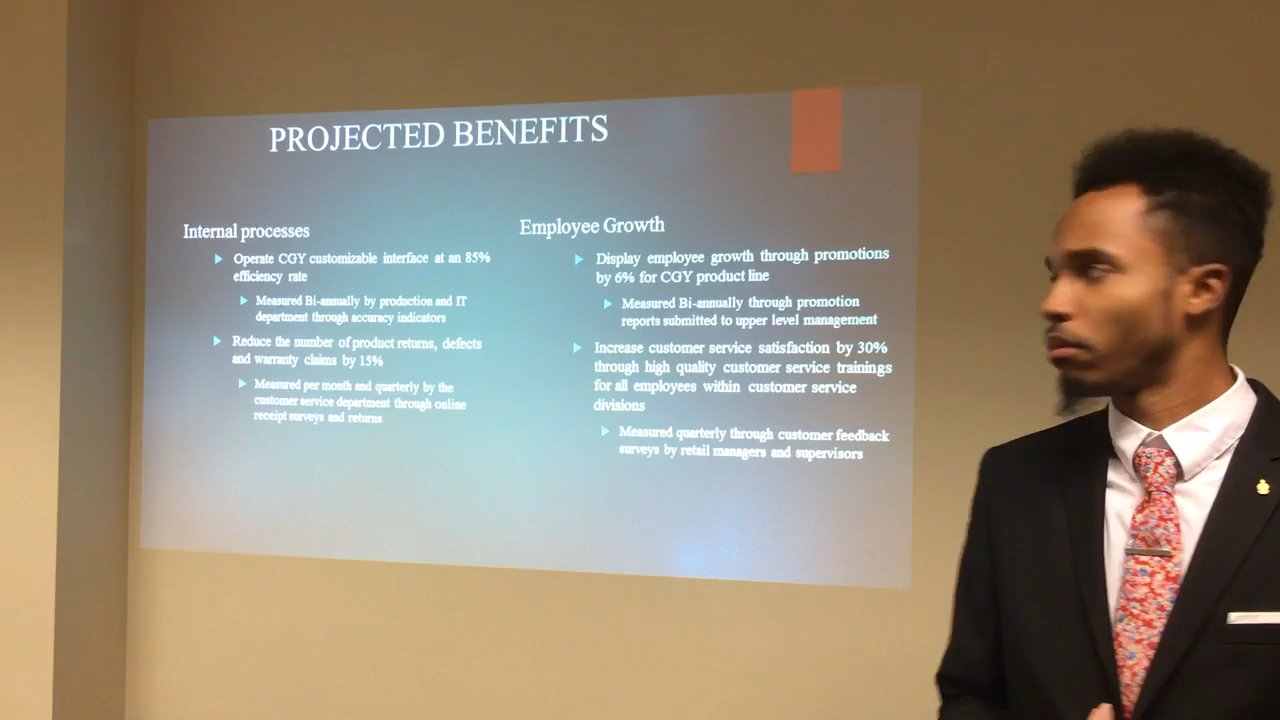 PROJECTED BENEFITS
Internal processes
Operate CGY customizable interface at an 85%
efficiency rate
Measured Bi-annually by production and IT
department through accuracy indicators
Reduce the number of product returns, defects
and warranty claims by 15%
Measured per month and quarterly by the
customer service department through online
receipt surveys and returns
Employee Growth
Display employee growth through promotions
by 6% for CGY product line
Measured Bi-annually through promotion
reports submitted to upper level management
Increase customer service satisfaction by 30%
through high quality customer service trainings
for all employees within customer service
divisions
Measured quarterly through customer feedback
surveys by retail managers and supervisors